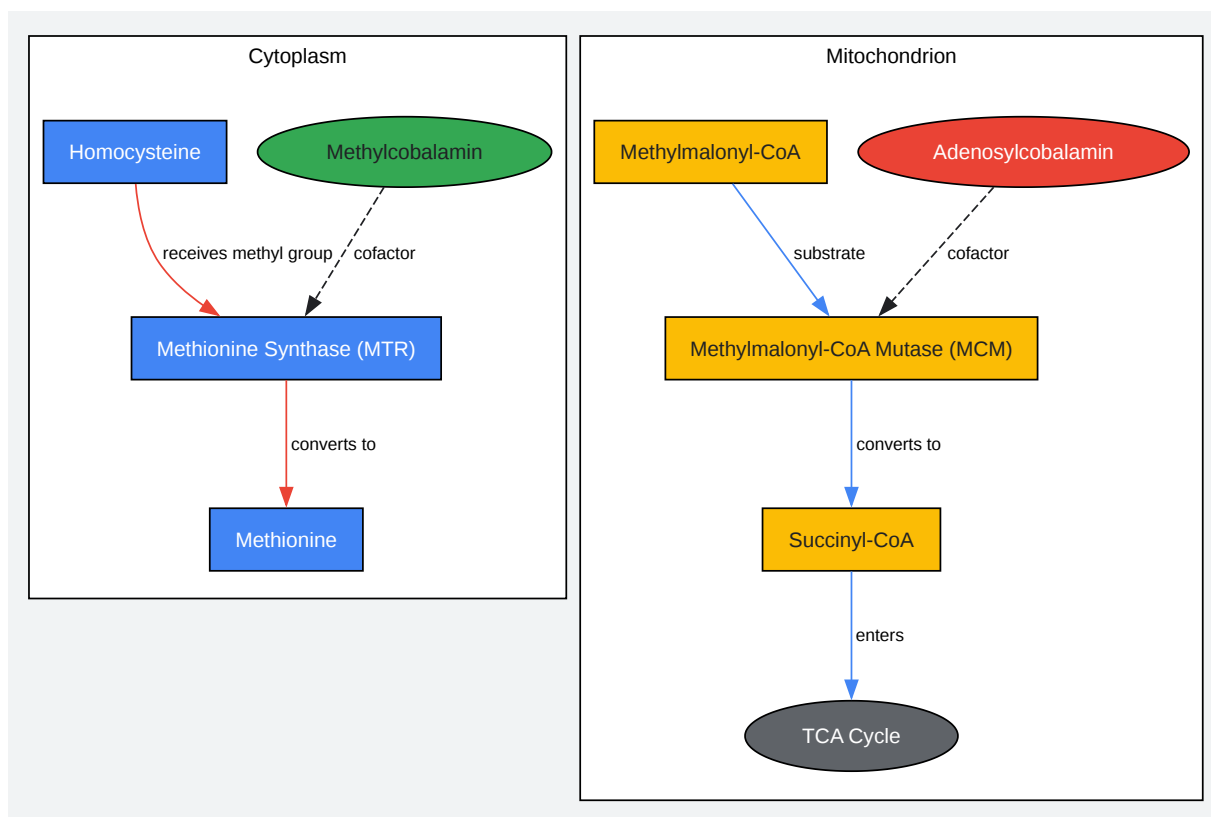 Cytoplasm
Homocysteine
Methylcobalamin
receives methyl group
cofactor
Methionine Synthase (MTR)
converts to
Methionine
Mitochondrion
Methylmalonyl-CoA
Adenosylcobalamin
substrate
cofactor
Methylmalonyl-CoA Mutase (MCM)
converts to
Succinyl-CoA
enters
TCA Cycle